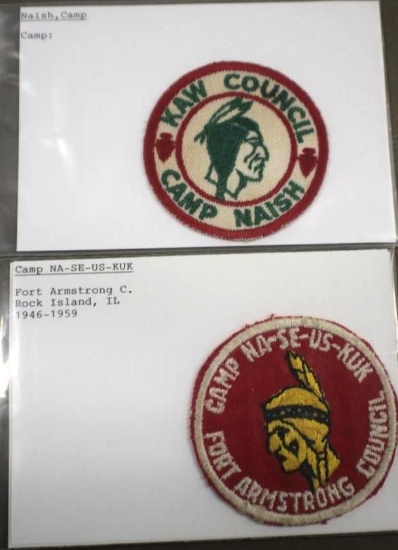 Naish,Camp
Camp:
KAW COUNCIL
CAMP NAISH
Camp NA-SE-US-KUK
Fort Armstrong C.
Rock Island, IL
1946-1959
CAMP NA-SE-US-KUK
FORT ARMSTRONG COUNCIL